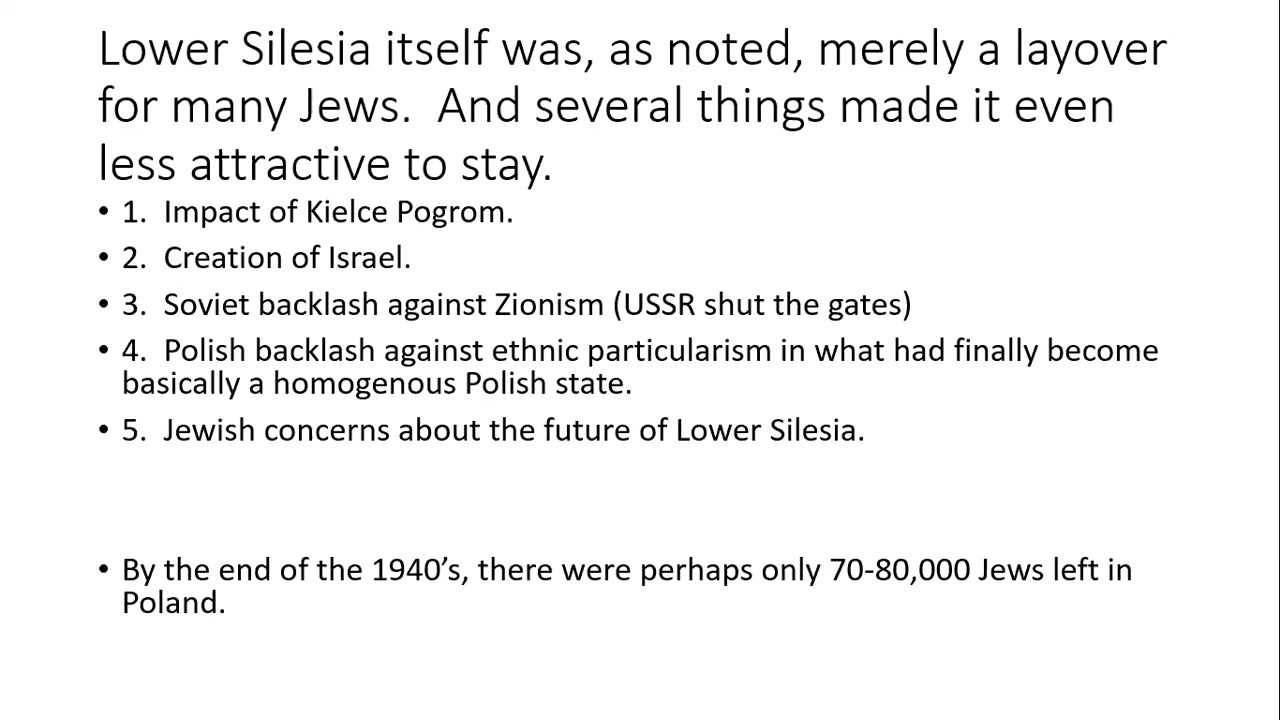 Lower Silesia itself was, as noted, merely a layover
for many Jews.  And several things made it even
less attractive to stay.
• 1.  Impact of Kielce Pogrom.
• 2.  Creation of Israel.
• 3.  Soviet backlash against Zionism (USSR shut the gates)
• 4.  Polish backlash against ethnic particularism in what had finally become
basically a homogenous Polish state.
• 5.  Jewish concerns about the future of Lower Silesia.
• By the end of the 1940’s, there were perhaps only 70-80,000 Jews left in
Poland.